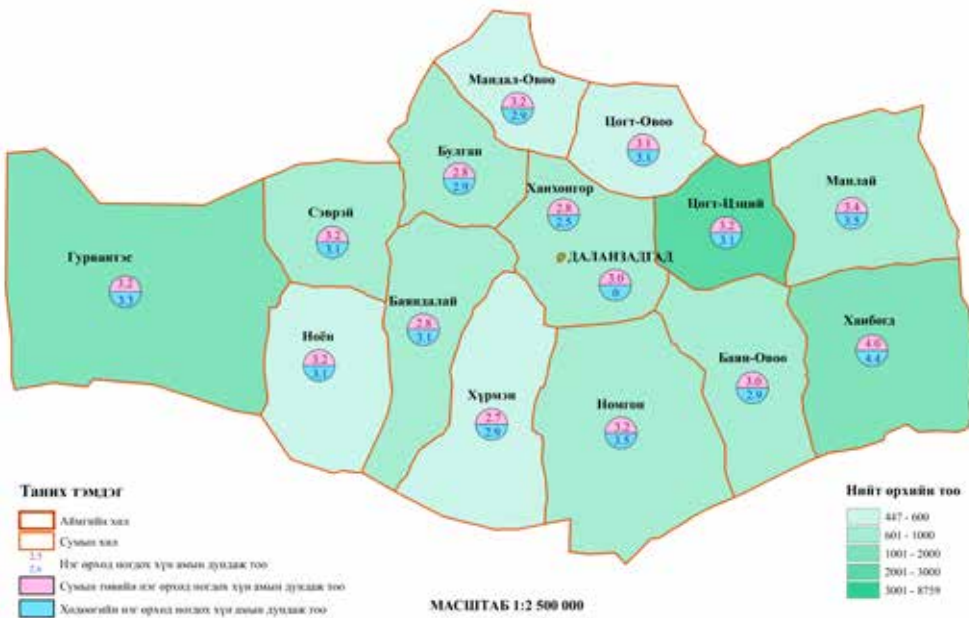 Мандал-Овоо
3.2
2.9
Цогт-Овоо
3.1
3.1
Булган
2.8
2.9
Ханхонгор
2.8
2.5
Цогт-Цэций
3.2
3.1
Манлай
3.4
3.5
Сэврэй
3.2
3.1
Гурвантэс
3.2
3.3
ДАЛАНЗАДГАД
3.0
0
Баяндалай
2.8
3.1
Ноён
3.2
3.1
Ханбогд
4.6
4.4
Баян-Овоо
3.0
2.9
Хүрмэн
2.7
2.9
Номгон
3.2
3.5
Таних тэмдэг
Аймгийн хил
Сумын хил
Нэг өрхөд ногдох хүн амын дундаж тоо
Сумын төвийн нэг өрхөд ногдох хүн амын дундаж тоо
Хөдөөгийн нэг өрхөд ногдох хүн амын дундаж тоо
МАСШТАБ 1:2 500 000
Нийт өрхийн тоо
447 - 600
601 - 1000
1001 - 2000
2001 - 3000
3001 - 8759